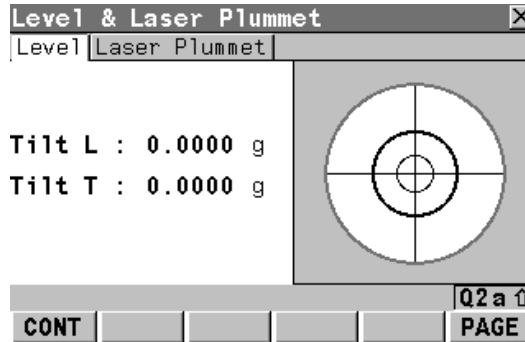 Level & Laser Plummet X
Level Laser Plummet
Tilt L : 0.0000 g
Tilt T : 0.0000 g
Q2a⇧
CONT PAGE